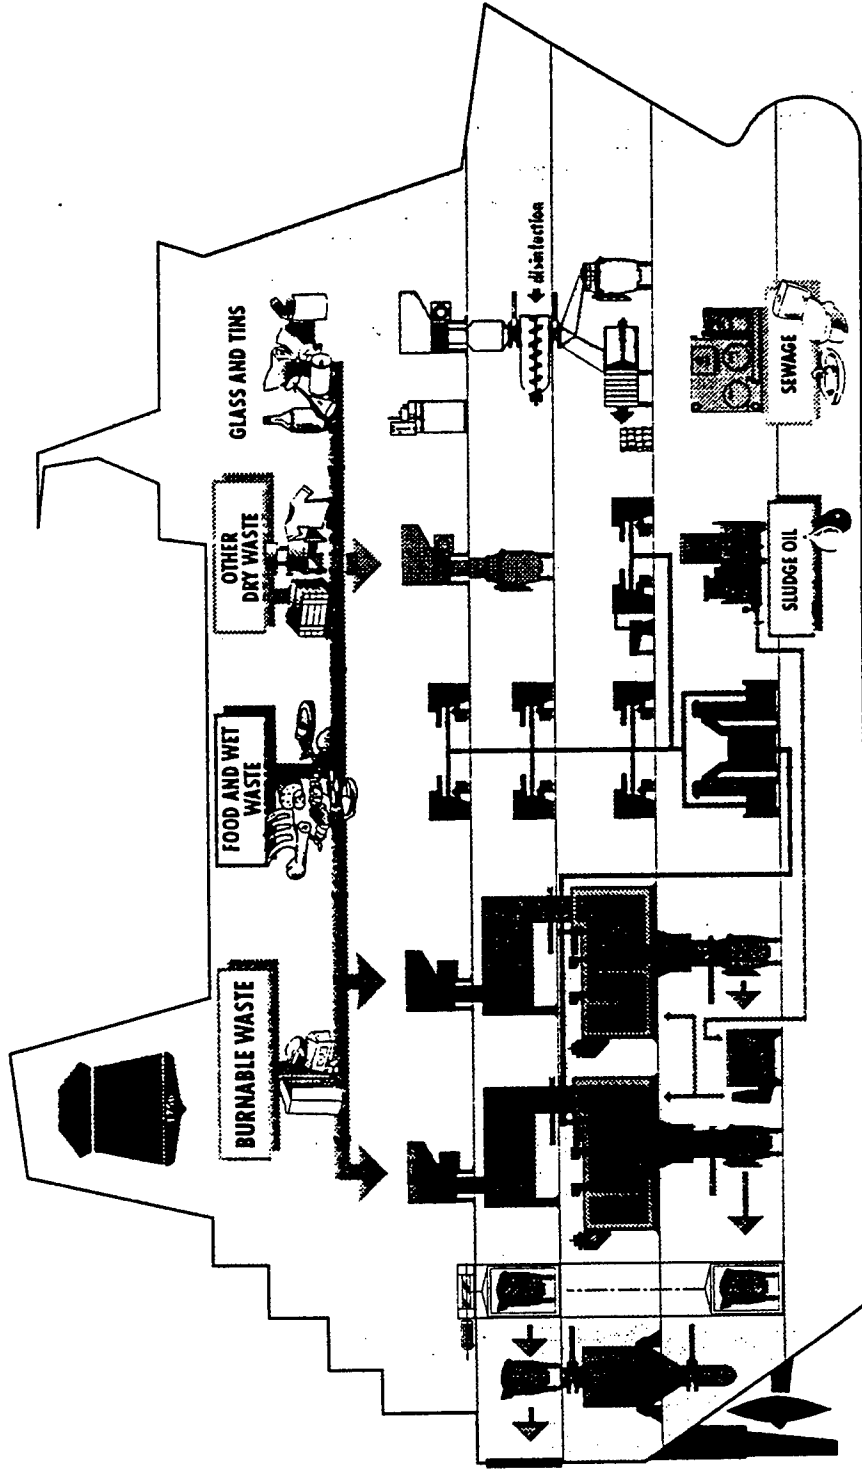 BURNABLE WASTE
FOOD AND WET
WASTE
OTHER
DRY WASTE
GLASS AND TINS
disinfection
SLUDGE OIL
SEWAGE